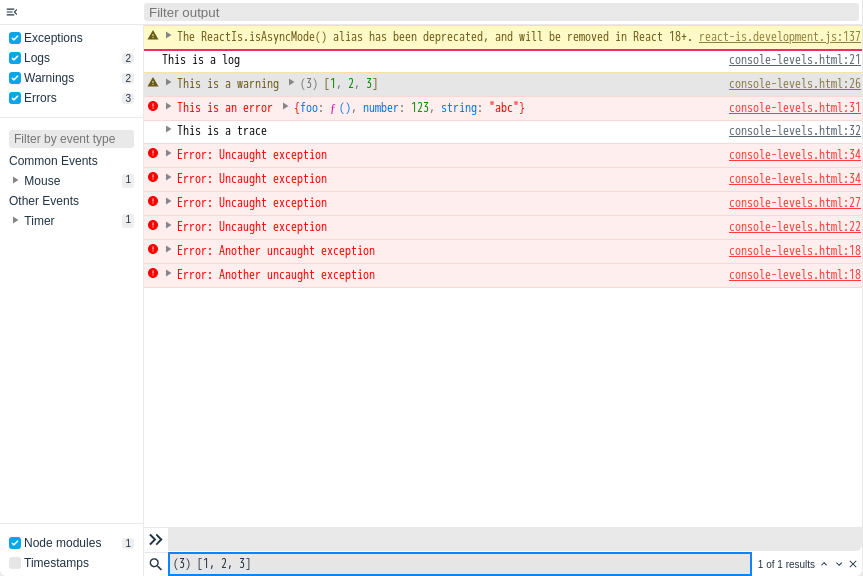 Filter output
Exceptions
Logs 2
Warnings 2
Errors 3
Filter by event type
Common Events
Mouse 1
Other Events
Timer 1
Node modules 1
Timestamps
The ReactIs.isAsyncMode() alias has been deprecated, and will be removed in React 18+. react-is.development.js:137
This is a log console-levels.html:21
This is a warning (3) [1, 2, 3] console-levels.html:26
This is an error {foo: ƒ (), number: 123, string: "abc"} console-levels.html:31
This is a trace console-levels.html:32
Error: Uncaught exception console-levels.html:34
Error: Uncaught exception console-levels.html:34
Error: Uncaught exception console-levels.html:27
Error: Uncaught exception console-levels.html:22
Error: Another uncaught exception console-levels.html:18
Error: Another uncaught exception console-levels.html:18
(3) [1, 2, 3] 1 of 1 results